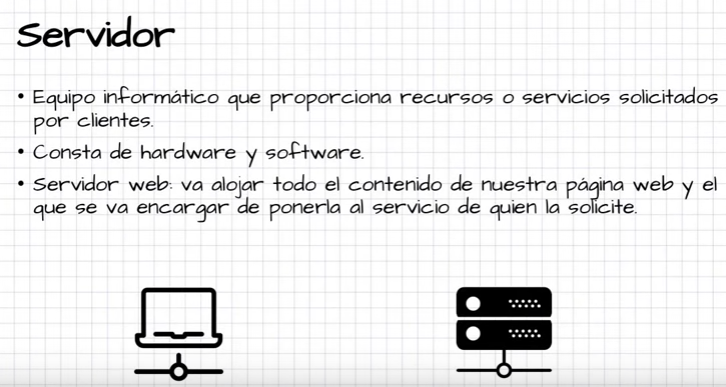 Servidor
• Equipo informático que proporciona recursos o servicios solicitados
por clientes.
• Consta de hardware y software.
• Servidor web: va alojar todo el contenido de nuestra página web y el
que se va encargar de ponerla al servicio de quien la solicite.